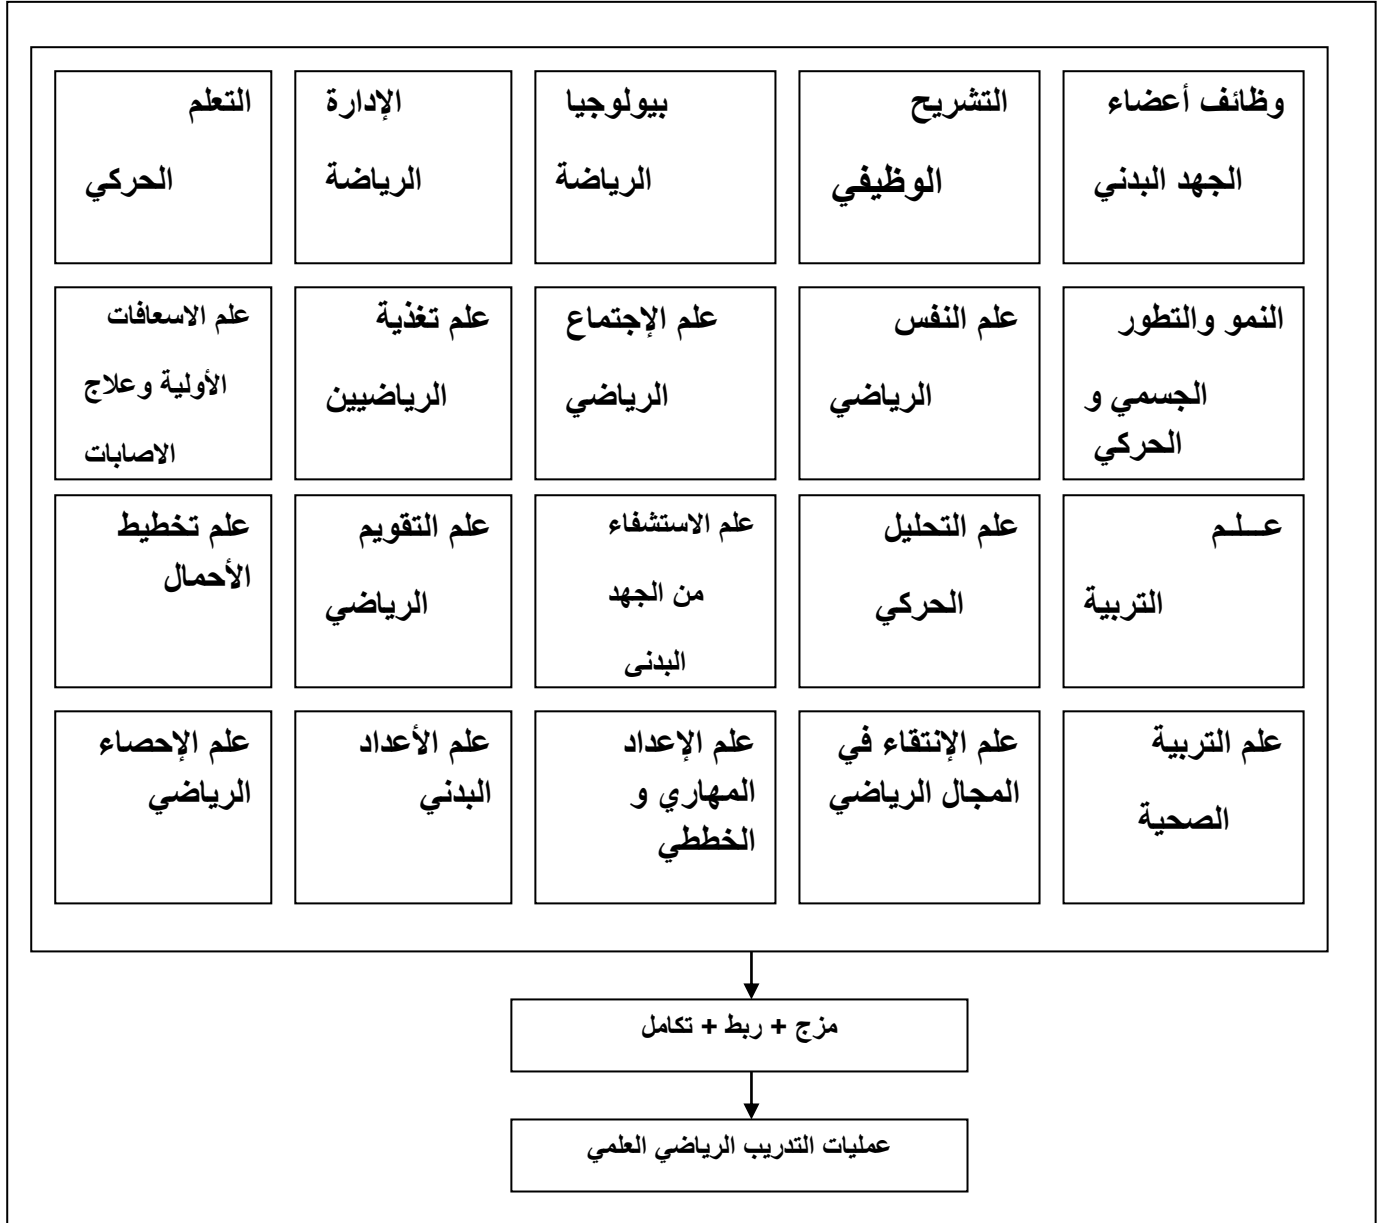 وظائف أعضاء
الجهد البدني
التشريح
الوظيفي
بيولوجيا
الرياضة
الإدارة
الرياضة
التعلم
الحركي
النمو والتطور
الجسمي و
الحركي
علم النفس
الرياضي
علم الإجتماع
الرياضي
علم تغذية
الرياضيين
علم الاسعافات
الأولية وعلاج
الاصابات
عـــلــم
التربية
علم التحليل
الحركي
علم الاستشفاء
من الجهد
البدنى
علم التقويم
الرياضي
علم تخطيط
الأحمال
علم التربية
الصحية
علم الإنتقاء في
المجال الرياضي
علم الإعداد
المهاري و
الخططي
علم الأعداد
البدني
علم الإحصاء
الرياضي
مزج + ربط + تكامل
عمليات التدريب الرياضي العلمي